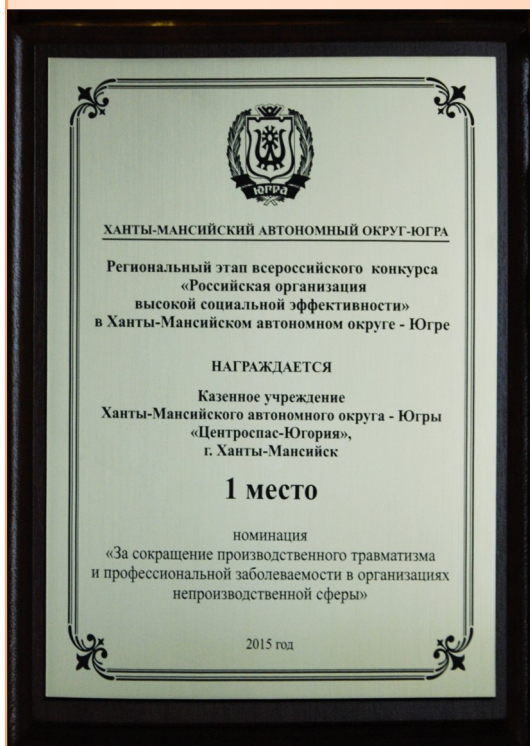 ЮГРА
ХАНТЫ-МАНСИЙСКИЙ АВТОНОМНЫЙ ОКРУГ-ЮГРА
Региональный этап всероссийского конкурса
«Российская организация
высокой социальной эффективности»
в Ханты-Мансийском автономном округе - Югре
НАГРАЖДАЕТСЯ
Казенное учреждение
Ханты-Мансийского автономного округа - Югры
«Центроспас-Югория»,
г. Ханты-Мансийск
1 место
номинация
«За сокращение производственного травматизма
и профессиональной заболеваемости в организациях
непроизводственной сферы»
2015 год